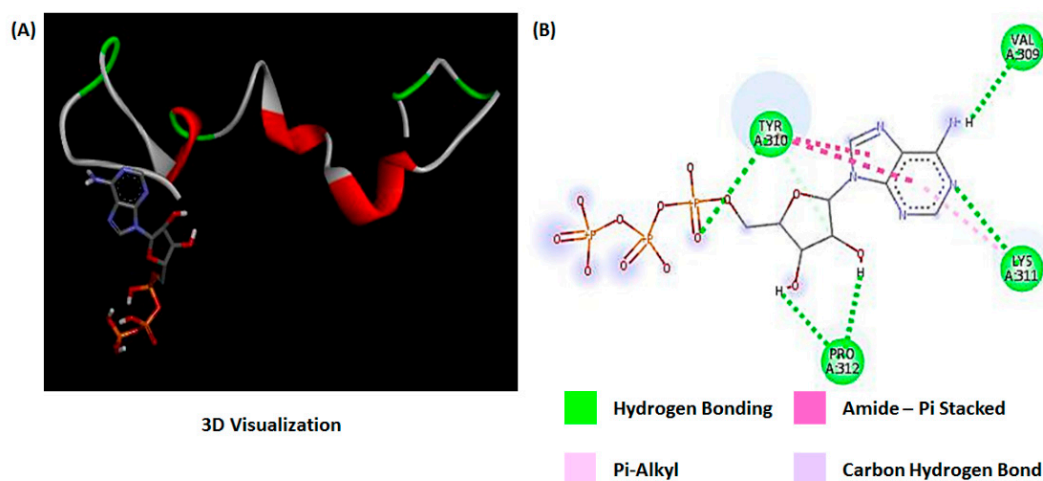 (A)
(B)
VAL
A:309
TYR
A:310
N
N
H
N
N
N
O
O
O
O
P
O
O
P
O
P
O
O
O
O
O
O
H
H
LYS
A:311
PRO
A:312
3D Visualization
Hydrogen Bonding
Amide – Pi Stacked
Pi-Alkyl
Carbon Hydrogen Bond